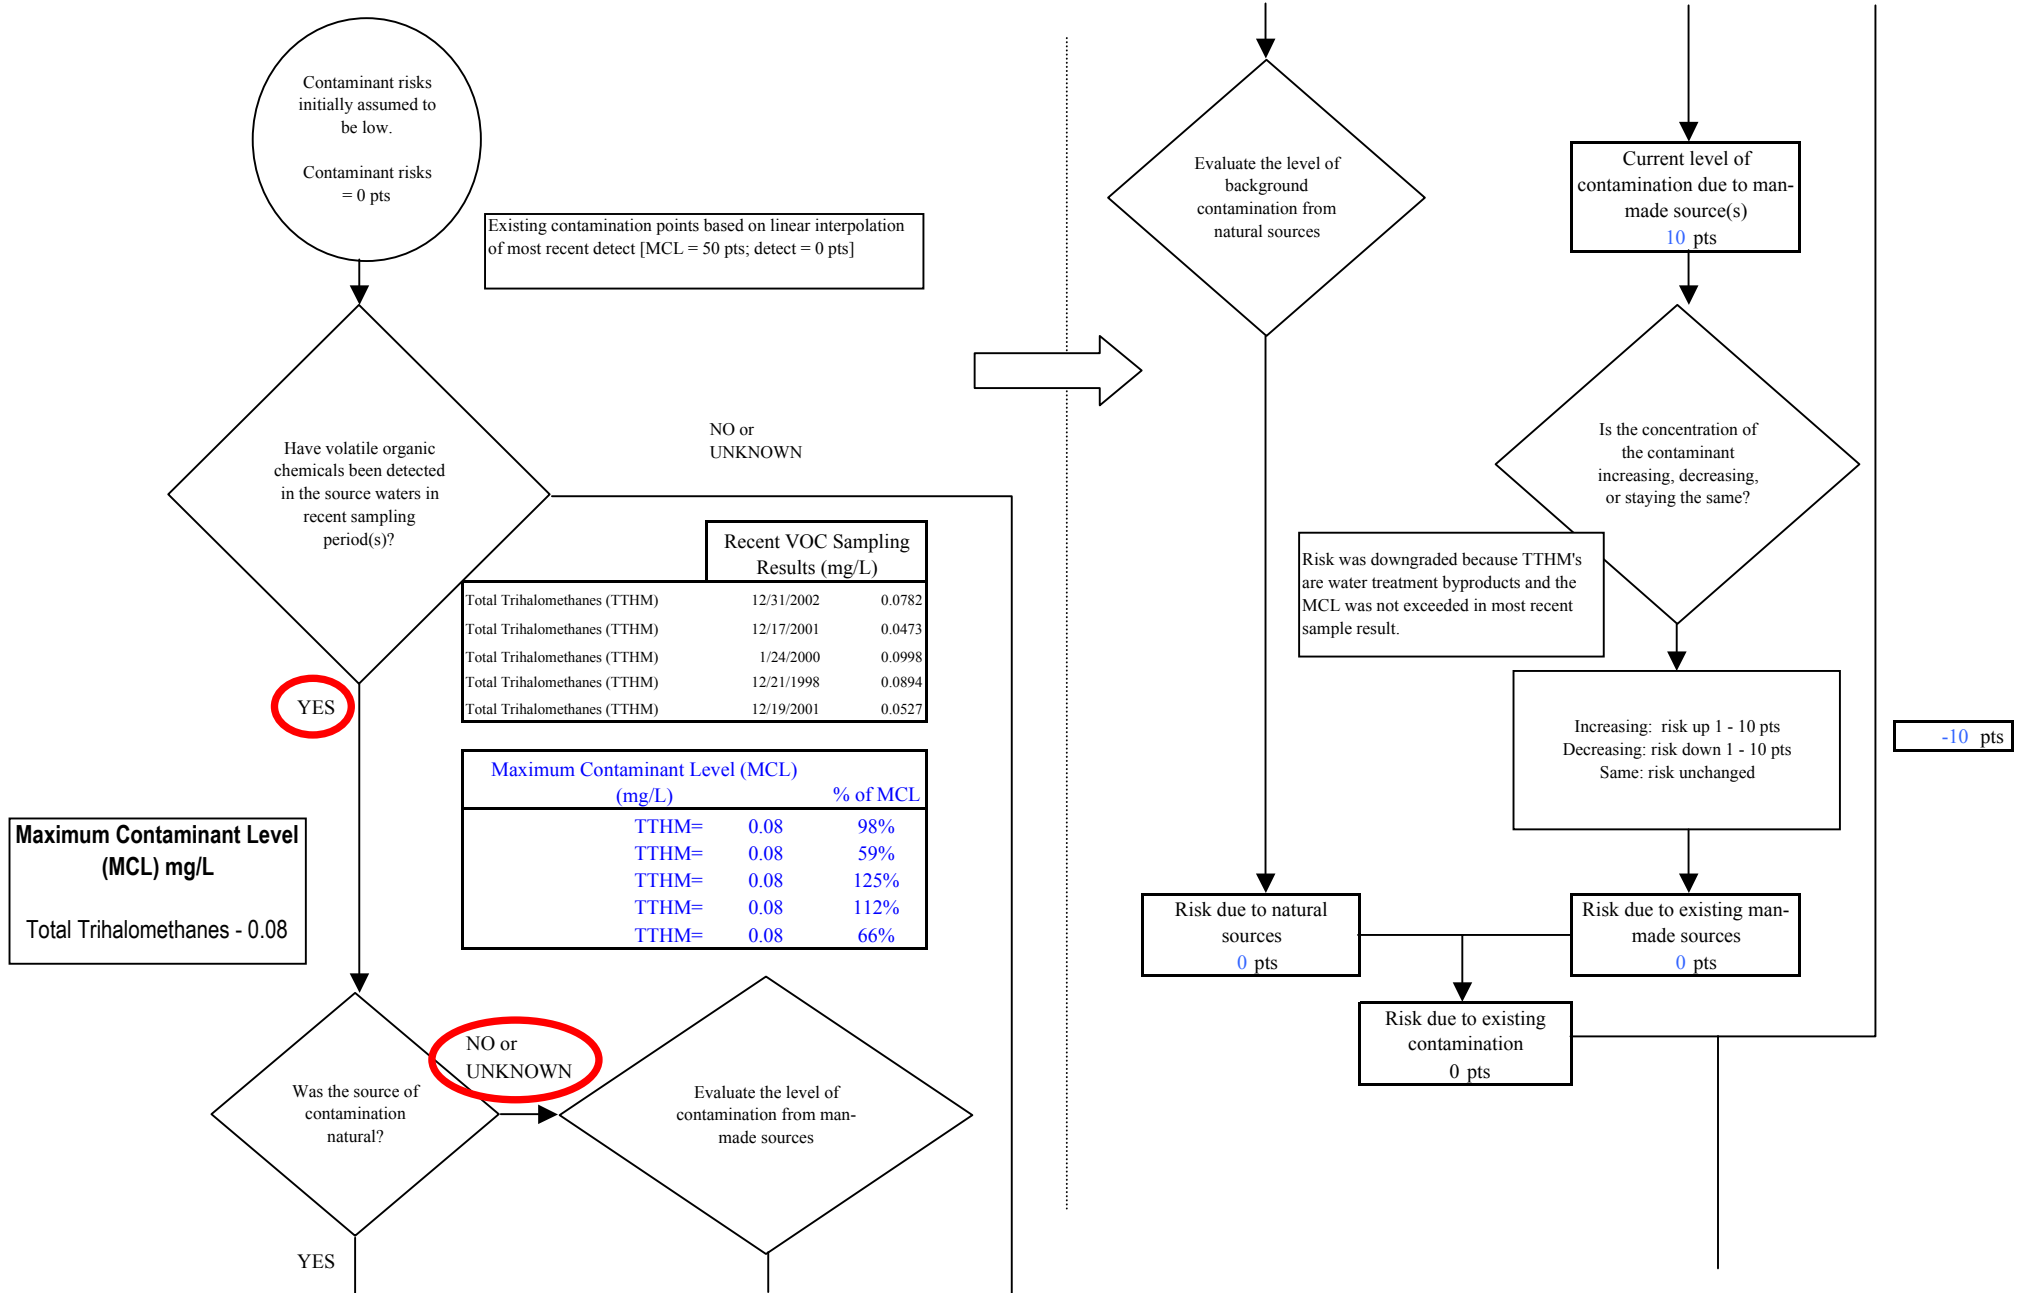 Contaminant risks
initially assumed to
be low.
Contaminant risks
= 0 pts
Existing contamination points based on linear interpolation
of most recent detect [MCL = 50 pts; detect = 0 pts]
Have volatile organic
chemicals been detected
in the source waters in
recent sampling
period(s)?
NO or
UNKNOWN
Recent VOC Sampling
Results (mg/L)
Total Trihalomethanes (TTHM) 12/31/2002 0.0782
Total Trihalomethanes (TTHM) 12/17/2001 0.0473
Total Trihalomethanes (TTHM) 1/24/2000 0.0998
Total Trihalomethanes (TTHM) 12/21/1998 0.0894
Total Trihalomethanes (TTHM) 12/19/2001 0.0527
YES
Maximum Contaminant Level (MCL)
(mg/L) % of MCL
TTHM= 0.08 98%
TTHM= 0.08 59%
TTHM= 0.08 125%
TTHM= 0.08 112%
TTHM= 0.08 66%
Maximum Contaminant Level
(MCL) mg/L
Total Trihalomethanes - 0.08
Was the source of
contamination
natural?
NO or
UNKNOWN
Evaluate the level of
contamination from man-
made sources
YES
Evaluate the level of
background
contamination from
natural sources
Current level of
contamination due to man-
made source(s)
10 pts
Is the concentration of
the contaminant
increasing, decreasing,
or staying the same?
Risk was downgraded because TTHM's
are water treatment byproducts and the
MCL was not exceeded in most recent
sample result.
Increasing: risk up 1 - 10 pts
Decreasing: risk down 1 - 10 pts
Same: risk unchanged
-10 pts
Risk due to natural
sources
0 pts
Risk due to existing man-
made sources
0 pts
Risk due to existing
contamination
0 pts